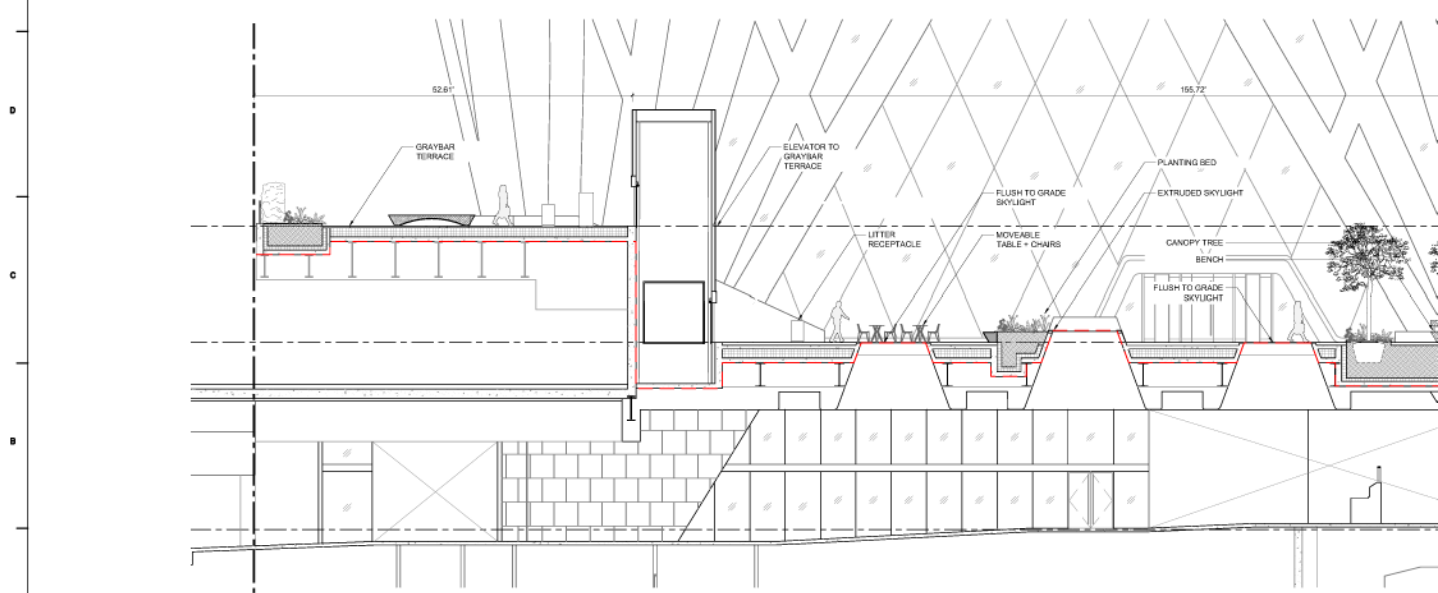 52.61'
155.72'
D
GRAYBAR
TERRACE
ELEVATOR TO
GRAYBAR
TERRACE
PLANTING BED
FLUSH TO GRADE
SKYLIGHT
EXTRUDED SKYLIGHT
LITTER
RECEPTACLE
MOVEABLE
TABLE + CHAIRS
CANOPY TREE
BENCH
C
FLUSH TO GRADE
SKYLIGHT
B